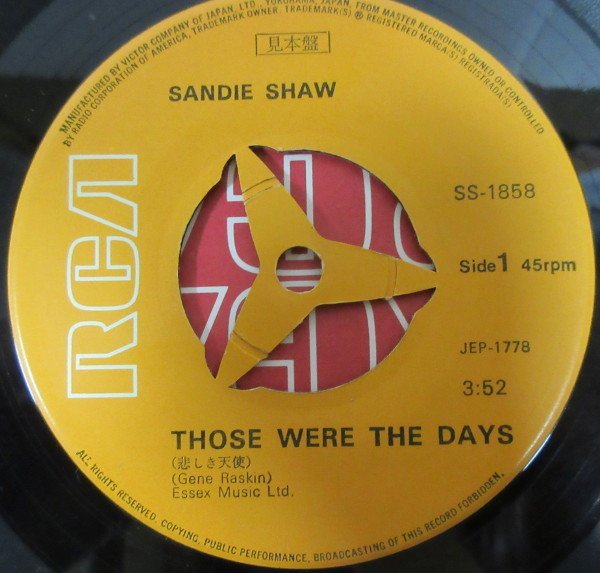 MANUFACTURED BY VICTOR COMPANY OF JAPAN, LTD., YOKOHAMA, JAPAN, FROM MASTER RECORDINGS OWNED OR CONTROLLED
BY RADIO CORPORATION OF AMERICA, TRADEMARK OWNER. TRADEMARK(S) ® REGISTERED MARCA(S) REGISTRADA(S)
見本盤
SANDIE SHAW
RCA
SS-1858
Side 1 45rpm
JEP-1778
3:52
THOSE WERE THE DAYS
(悲しき天使)
(Gene Raskin)
Essex Music Ltd.
ALL RIGHTS RESERVED. COPYING, PUBLIC PERFORMANCE, BROADCASTING OF THIS RECORD FORBIDDEN.